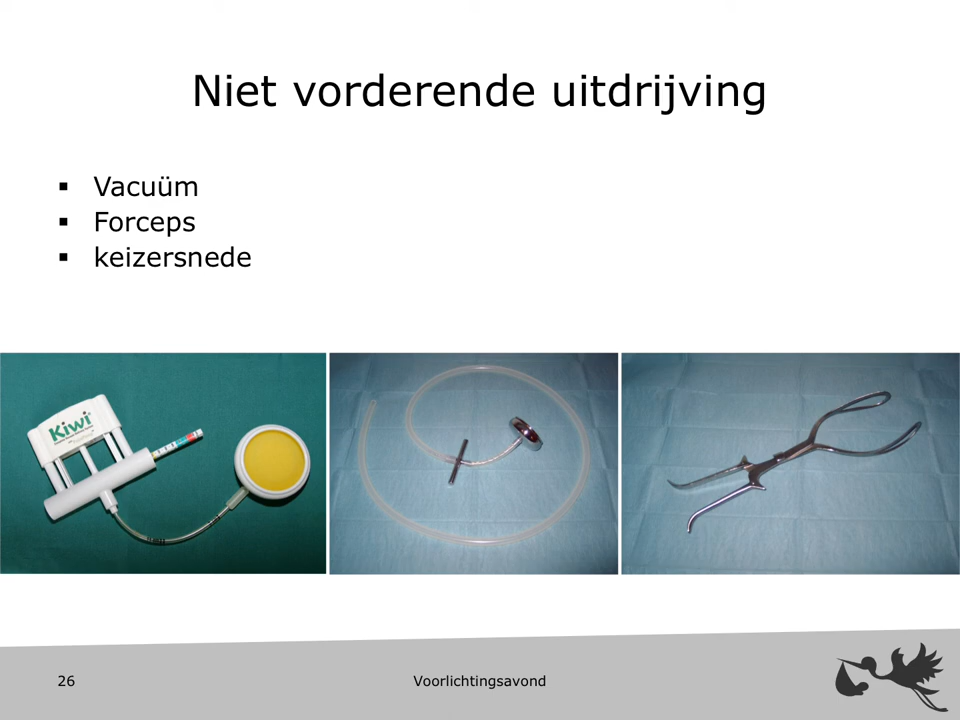 Niet vorderende uitdrijving
▪ Vacuüm
▪ Forceps
▪ keizersnede
Kiwi
26
Voorlichtingsavond